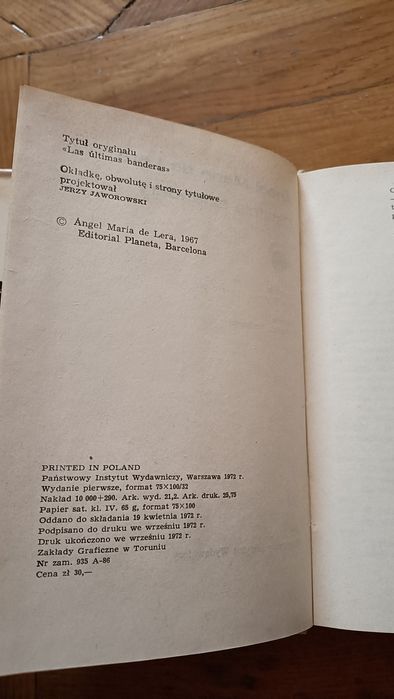 Tytuł oryginału
«Las últimas banderas»
Okładkę, obwolutę i strony tytułowe
projektował
JERZY JAWOROWSKI
© Ángel Maria de Lera, 1967
Editorial Planeta, Barcelona
PRINTED IN POLAND
Państwowy Instytut Wydawniczy, Warszawa 1972 r.
Wydanie pierwsze, format 75×100/32
Nakład 10 000+290. Ark. wyd. 21,2. Ark. druk. 25,75
Papier sat. kl. IV. 65 g, format 75×100
Oddano do składania 19 kwietnia 1972 r.
Podpisano do druku we wrześniu 1972 r.
Druk ukończono we wrześniu 1972 r.
Zakłady Graficzne w Toruniu
Nr zam. 935 A-86
Cena zł 30,—